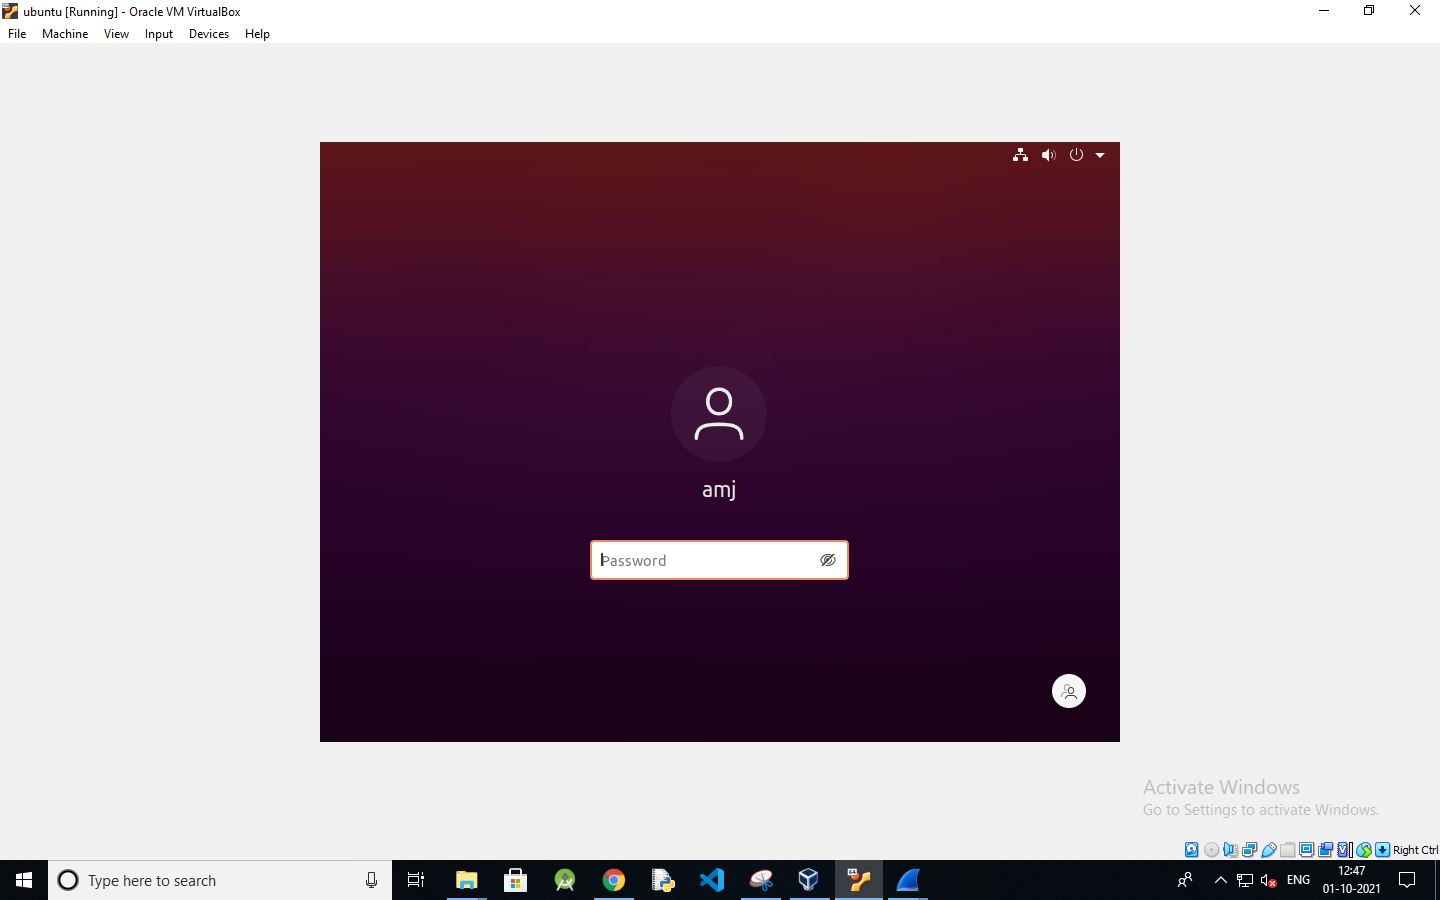 ubuntu [Running] - Oracle VM VirtualBox
File Machine View Input Devices Help
amj
Password
Activate Windows
Go to Settings to activate Windows.
Right Ctrl
Type here to search
64
ENG
12:47
01-10-2021